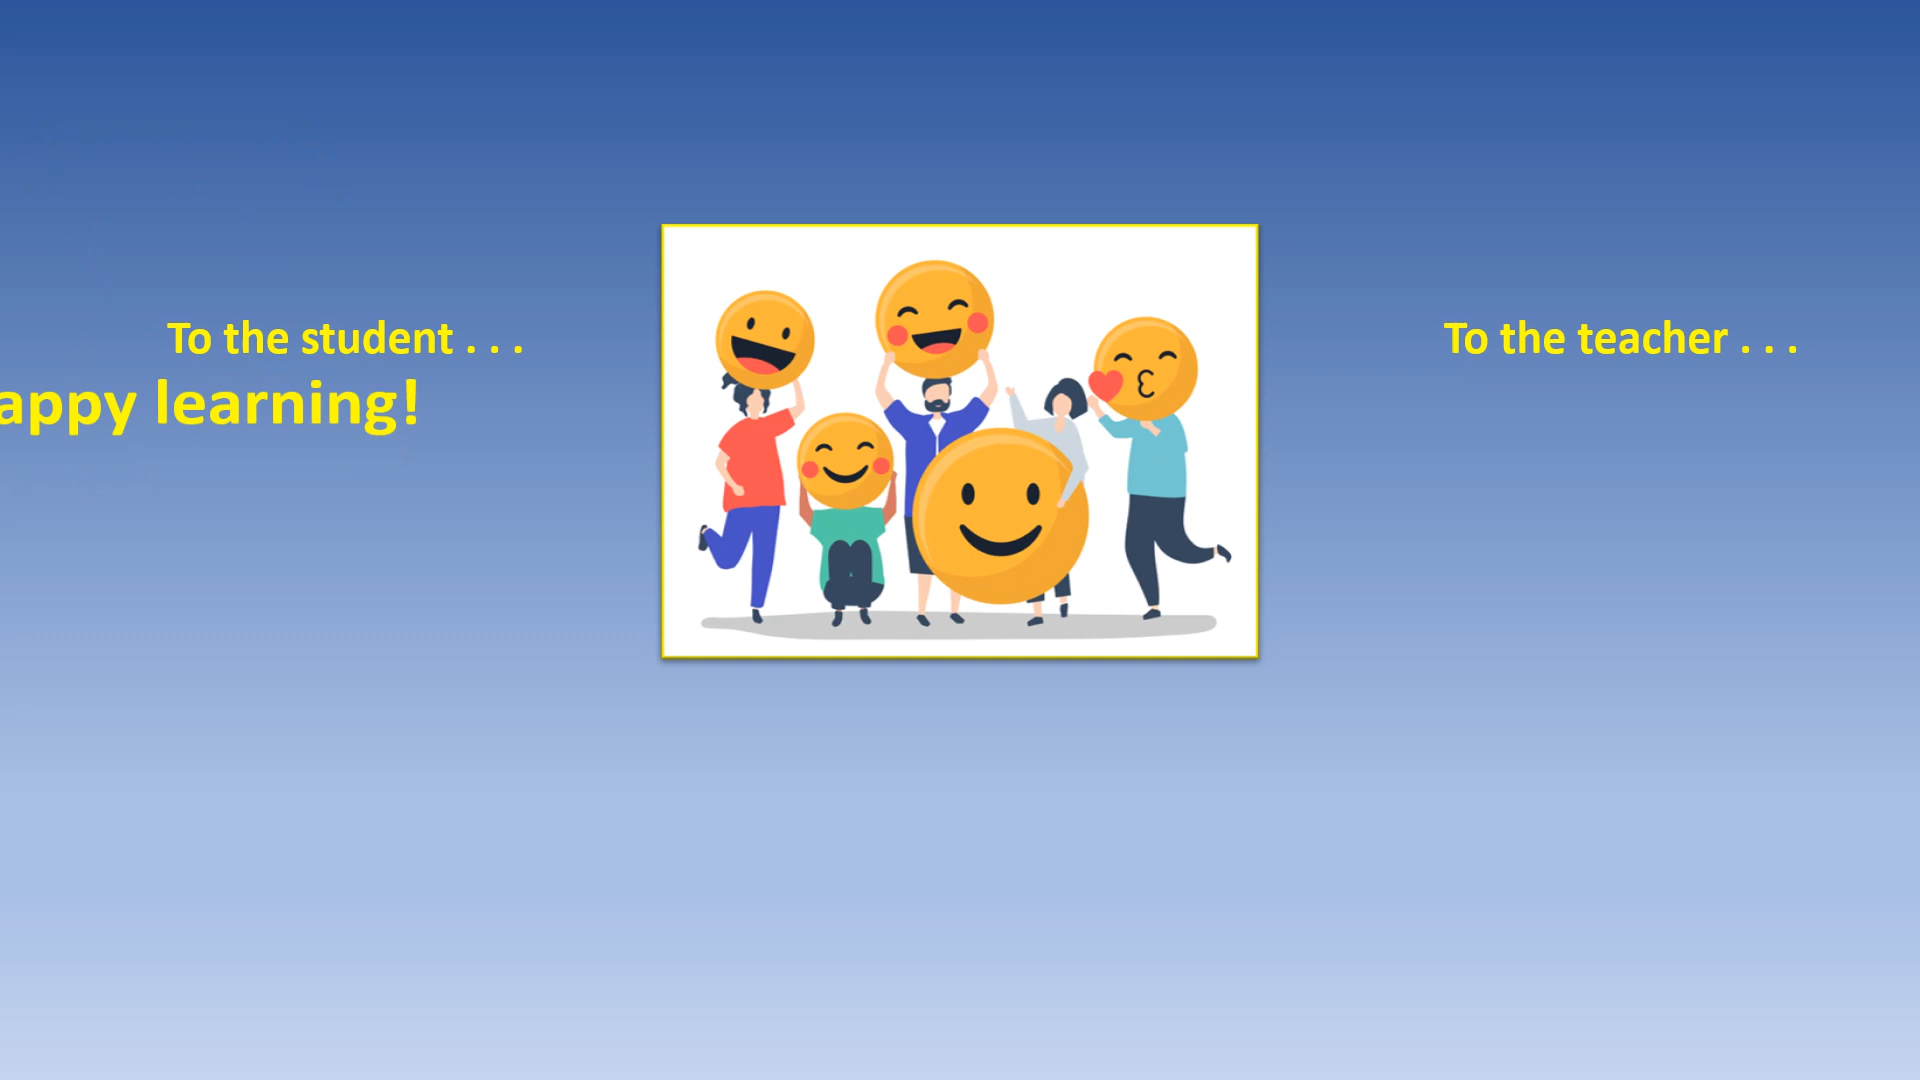 To the student . . .
appy learning!
To the teacher . . .